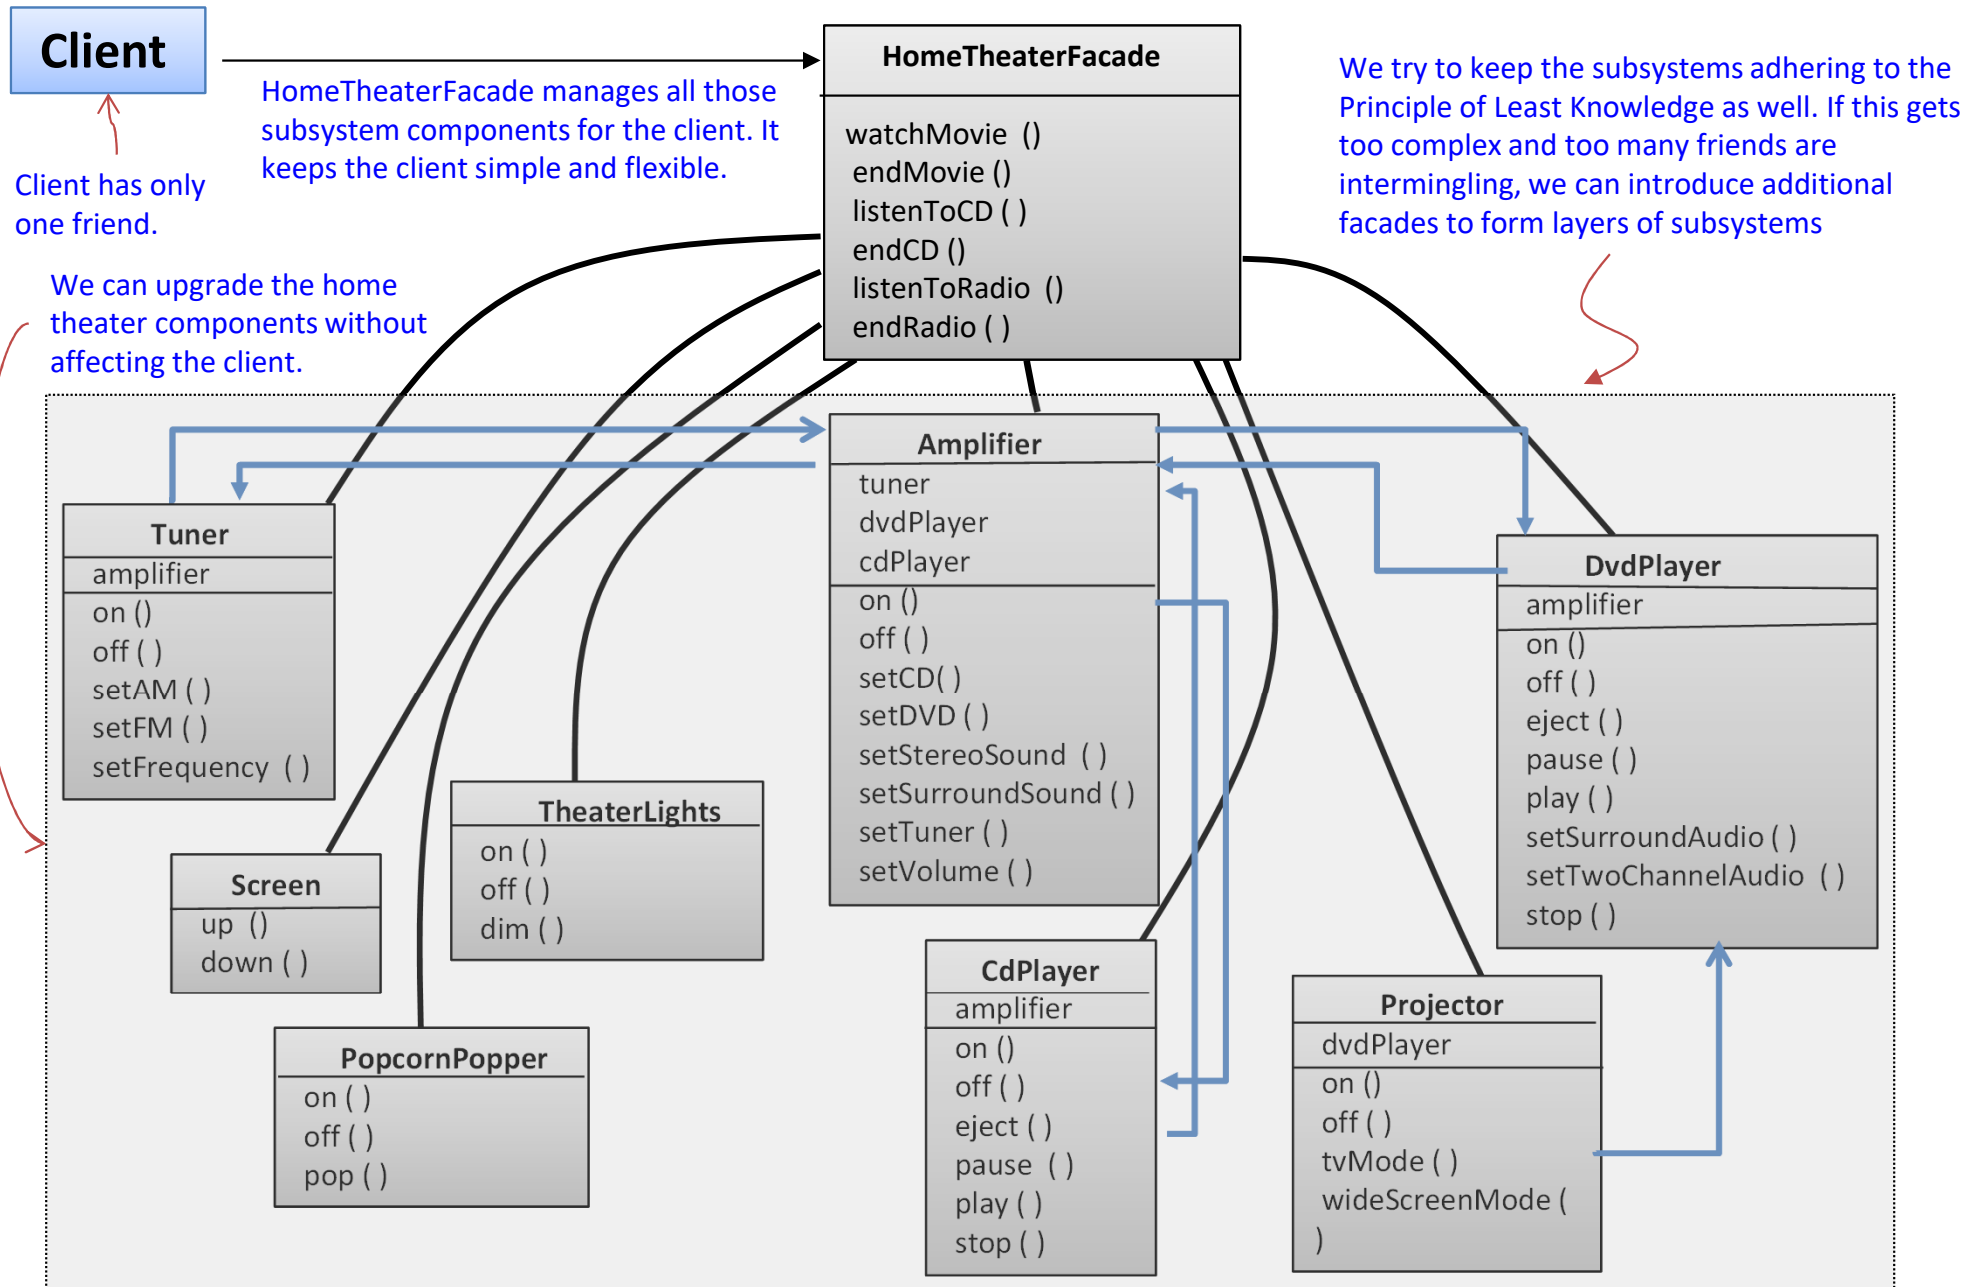 Client
HomeTheaterFacade manages all those
subsystem components for the client. It
keeps the client simple and flexible.
Client has only
one friend.
We can upgrade the home
theater components without
affecting the client.
HomeTheaterFacade
watchMovie ()
endMovie ()
listenToCD ( )
endCD ()
listenToRadio ()
endRadio ( )
We try to keep the subsystems adhering to the
Principle of Least Knowledge as well. If this gets
too complex and too many friends are
intermingling, we can introduce additional
facades to form layers of subsystems
Tuner
amplifier
on ()
off ( )
setAM ( )
setFM ( )
setFrequency ( )
Screen
up ()
down ( )
PopcornPopper
on ( )
off ( )
pop ( )
TheaterLights
on ( )
off ( )
dim ( )
Amplifier
tuner
dvdPlayer
cdPlayer
on ()
off ( )
setCD( )
setDVD ( )
setStereoSound ( )
setSurroundSound ( )
setTuner ( )
setVolume ( )
CdPlayer
amplifier
on ()
off ( )
eject ( )
pause ( )
play ( )
stop ( )
DvdPlayer
amplifier
on ()
off ( )
eject ( )
pause ( )
play ( )
setSurroundAudio ( )
setTwoChannelAudio ( )
stop ( )
Projector
dvdPlayer
on ()
off ( )
tvMode ( )
wideScreenMode (
)